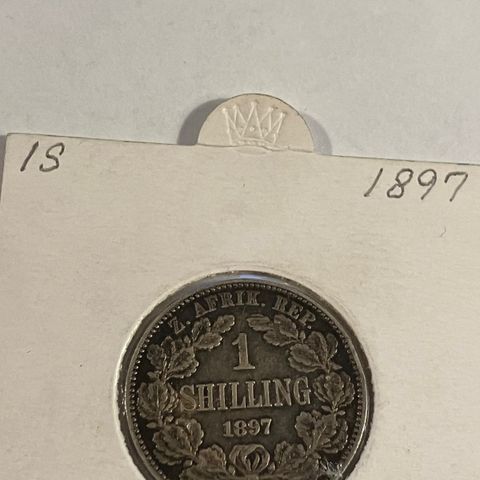 1S 1897
Z. AFRIK. REP.
1
SHILLING
1897